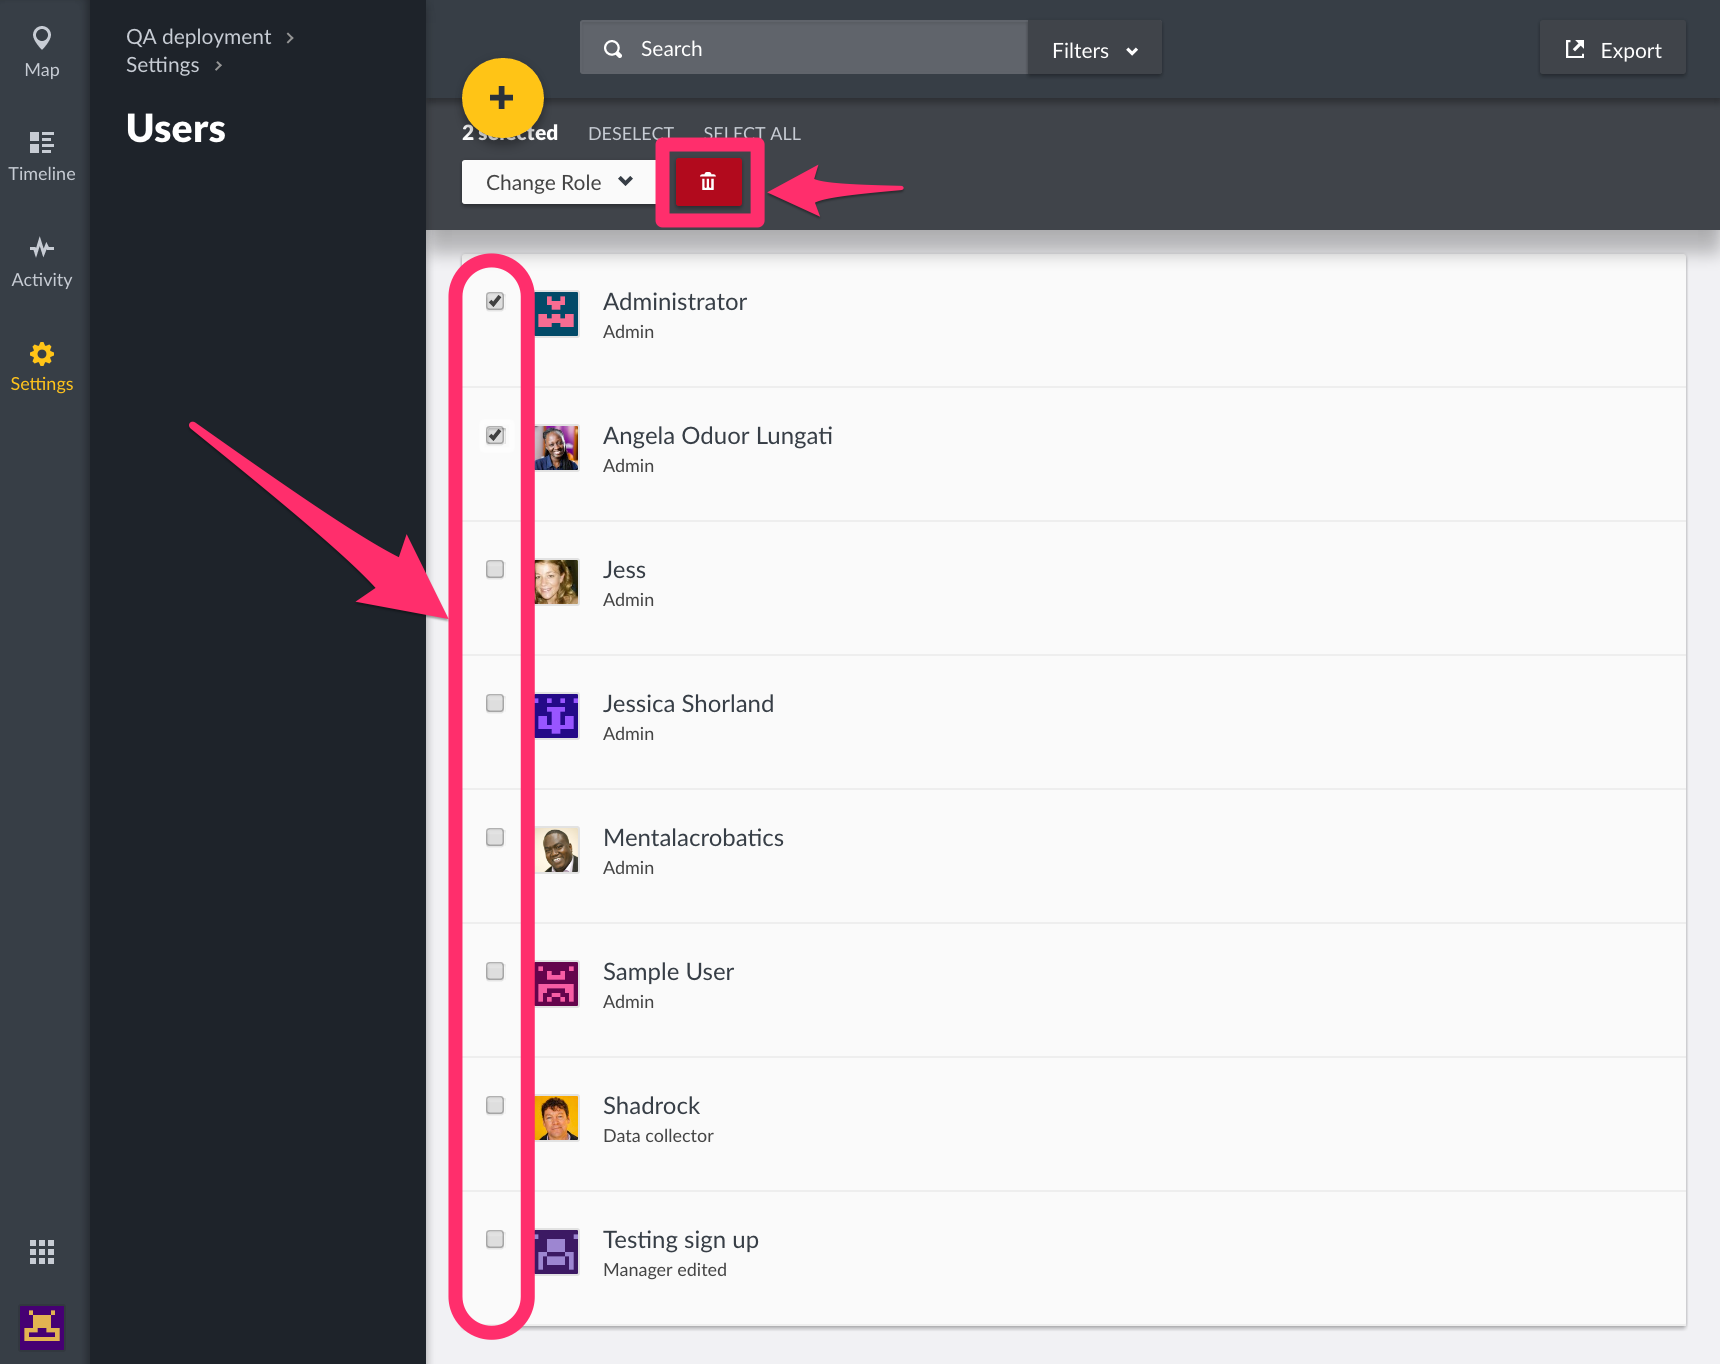 Map
Timeline
Activity
Settings
QA deployment
Settings
Users
Search
Filters
Export
2 selected
DESELECT
SELECT ALL
Change Role
Administrator
Admin
Angela Oduor Lungati
Admin
Jess
Admin
Jessica Shorland
Admin
Mentalacrobatics
Admin
Sample User
Admin
Shadrock
Data collector
Testing sign up
Manager edited